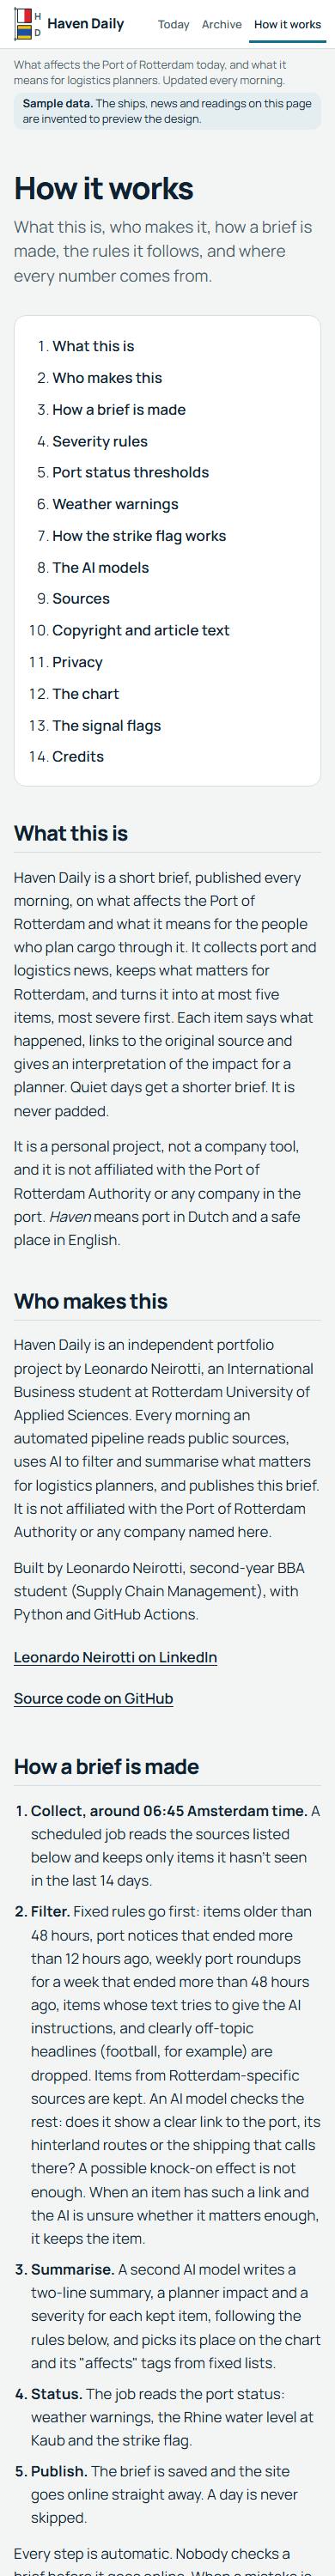 H
D
Haven Daily
Today
Archive
How it works
What affects the Port of Rotterdam today, and what it
means for logistics planners. Updated every morning.
Sample data. The ships, news and readings on this page
are invented to preview the design.
How it works
What this is, who makes it, how a brief is
made, the rules it follows, and where
every number comes from.
1. What this is
2. Who makes this
3. How a brief is made
4. Severity rules
5. Port status thresholds
6. Weather warnings
7. How the strike flag works
8. The AI models
9. Sources
10. Copyright and article text
11. Privacy
12. The chart
13. The signal flags
14. Credits
What this is
Haven Daily is a short brief, published every
morning, on what affects the Port of
Rotterdam and what it means for the people
who plan cargo through it. It collects port and
logistics news, keeps what matters for
Rotterdam, and turns it into at most five
items, most severe first. Each item says what
happened, links to the original source and
gives an interpretation of the impact for a
planner. Quiet days get a shorter brief. It is
never padded.
It is a personal project, not a company tool,
and it is not affiliated with the Port of
Rotterdam Authority or any company in the
port. Haven means port in Dutch and a safe
place in English.
Who makes this
Haven Daily is an independent portfolio
project by Leonardo Neirotti, an International
Business student at Rotterdam University of
Applied Sciences. Every morning an
automated pipeline reads public sources,
uses AI to filter and summarise what matters
for logistics planners, and publishes this brief.
It is not affiliated with the Port of Rotterdam
Authority or any company named here.
Built by Leonardo Neirotti, second-year BBA
student (Supply Chain Management), with
Python and GitHub Actions.
Leonardo Neirotti on LinkedIn
Source code on GitHub
How a brief is made
1. Collect, around 06:45 Amsterdam time. A
scheduled job reads the sources listed
below and keeps only items it hasn't seen
in the last 14 days.
2. Filter. Fixed rules go first: items older than
48 hours, port notices that ended more
than 12 hours ago, weekly port roundups
for a week that ended more than 48 hours
ago, items whose text tries to give the AI
instructions, and clearly off-topic
headlines (football, for example) are
dropped. Items from Rotterdam-specific
sources are kept. An AI model checks the
rest: does it show a clear link to the port, its
hinterland routes or the shipping that calls
there? A possible knock-on effect is not
enough. When an item has such a link and
the AI is unsure whether it matters enough,
it keeps the item.
3. Summarise. A second AI model writes a
two-line summary, a planner impact and a
severity for each kept item, following the
rules below, and picks its place on the chart
and its "affects" tags from fixed lists.
4. Status. The job reads the port status:
weather warnings, the Rhine water level at
Kaub and the strike flag.
5. Publish. The brief is saved and the site
goes online straight away. A day is never
skipped.
Every step is automatic. Nobody checks a
brief before it goes online. When a mistake is